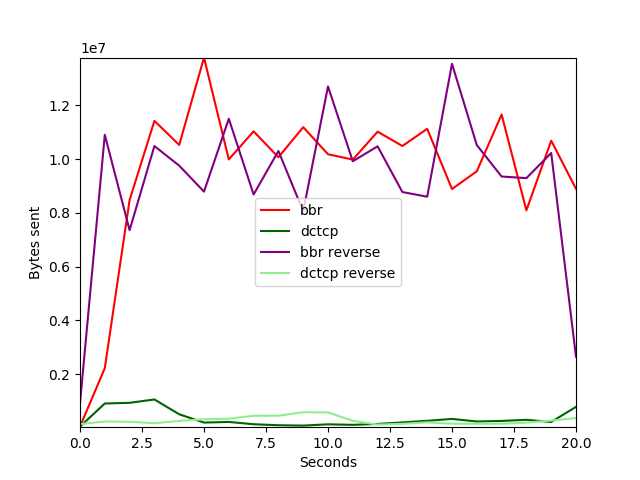 1e7
1.2
1.0
0.8
0.6
0.4
0.2
Bytes sent
bbr
dctcp
bbr reverse
dctcp reverse
0.0 2.5 5.0 7.5 10.0 12.5 15.0 17.5 20.0
Seconds